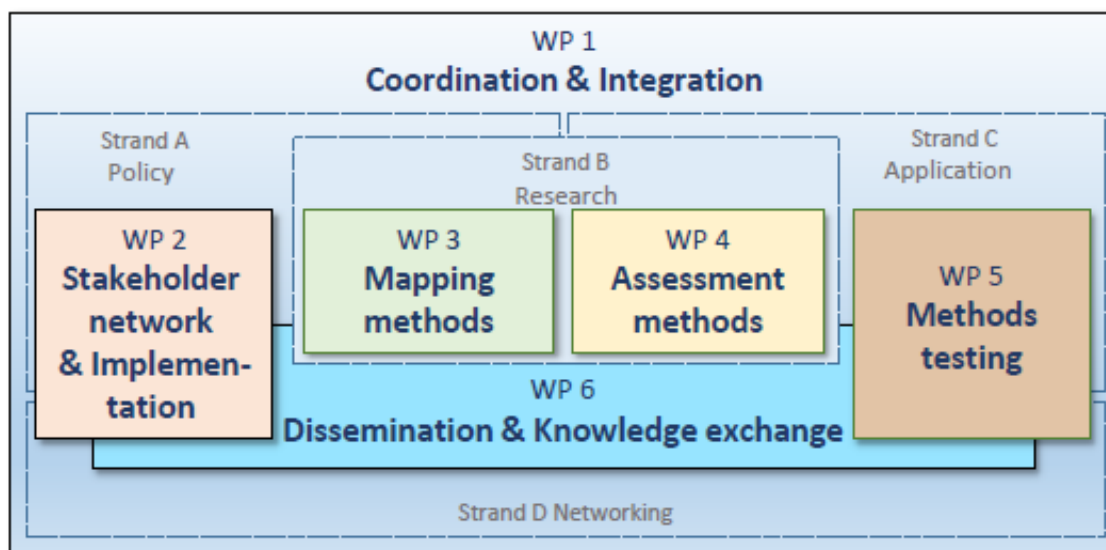 WP 1
Coordination & Integration
Strand A
Policy
Strand B
Research
Strand C
Application
WP 2
Stakeholder
network
& Implemen-
tation
WP 3
Mapping
methods
WP 4
Assessment
methods
WP 5
Methods
testing
WP 6
Dissemination & Knowledge exchange
Strand D Networking